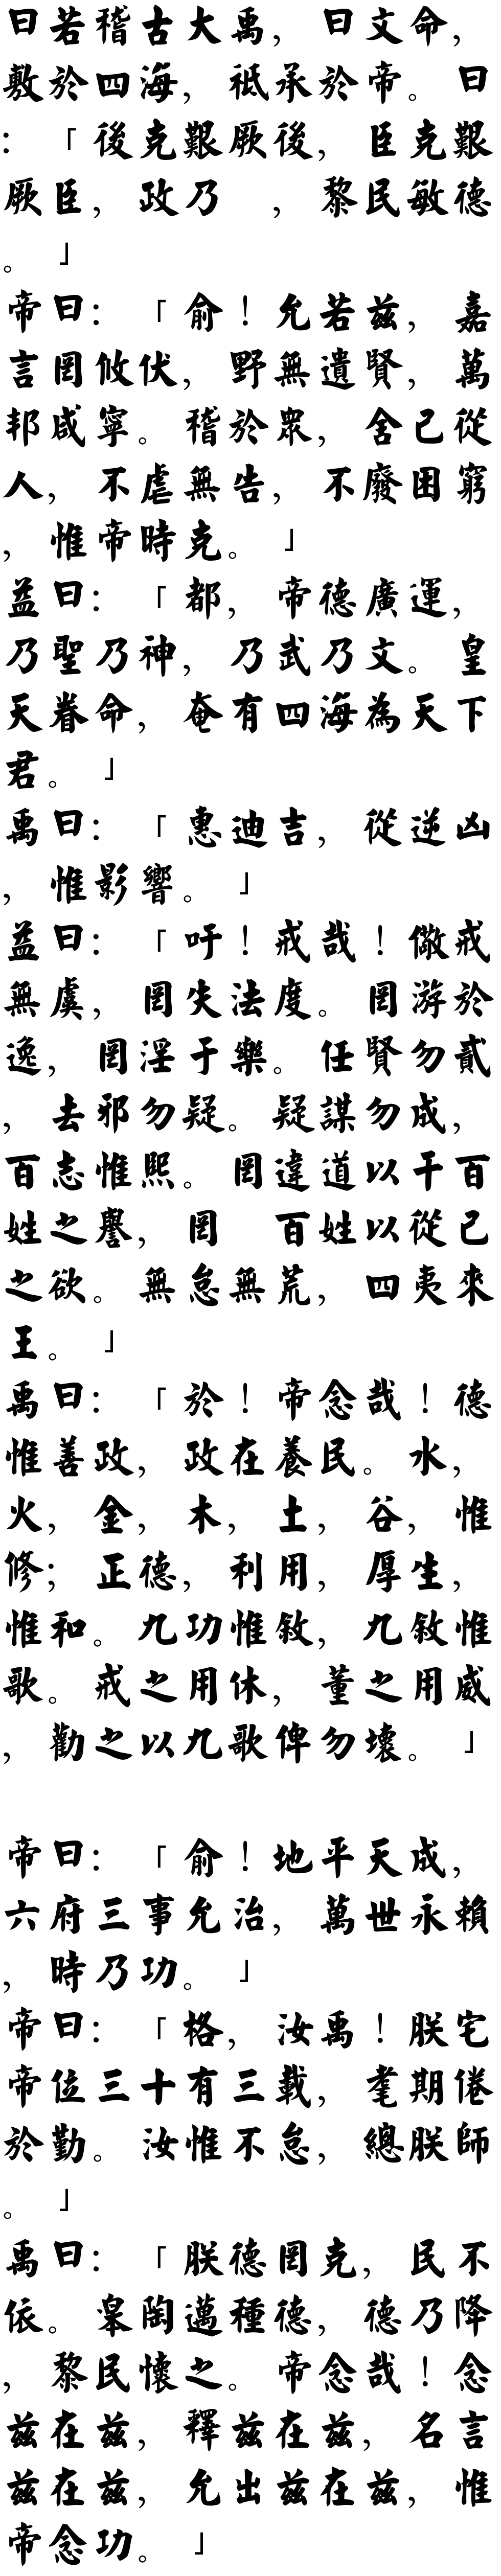 曰若稽古大禹，曰文命，
敷於四海，祗承於帝。曰
：「後克艱厥後，臣克艱
厥臣，政乃　，黎民敏德
。」
帝曰：「俞！允若茲，嘉
言罔攸伏，野無遺賢，萬
邦咸寧。稽於眾，舍己從
人，不虐無告，不廢困窮
，惟帝時克。」
益曰：「都，帝德廣運，
乃聖乃神，乃武乃文。皇
天眷命，奄有四海為天下
君。」
禹曰：「惠迪吉，從逆凶
，惟影響。」
益曰：「吁！戒哉！儆戒
無虞，罔失法度。罔游於
逸，罔淫于樂。任賢勿貳
，去邪勿疑。疑謀勿成，
百志惟熙。罔違道以干百
姓之譽，罔　百姓以從己
之欲。無怠無荒，四夷來
王。」
禹曰：「於！帝念哉！德
惟善政，政在養民。水，
火，金，木，土，谷，惟
修；正德，利用，厚生，
惟和。九功惟敘，九敘惟
歌。戒之用休，董之用威
，勸之以九歌俾勿壞。」
帝曰：「俞！地平天成，
六府三事允治，萬世永賴
，時乃功。」
帝曰：「格，汝禹！朕宅
帝位三十有三載，耄期倦
於勤。汝惟不怠，總朕師
。」
禹曰：「朕德罔克，民不
依。皋陶邁種德，德乃降
，黎民懷之。帝念哉！念
茲在茲，釋茲在茲，名言
茲在茲，允出茲在茲，惟
帝念功。」